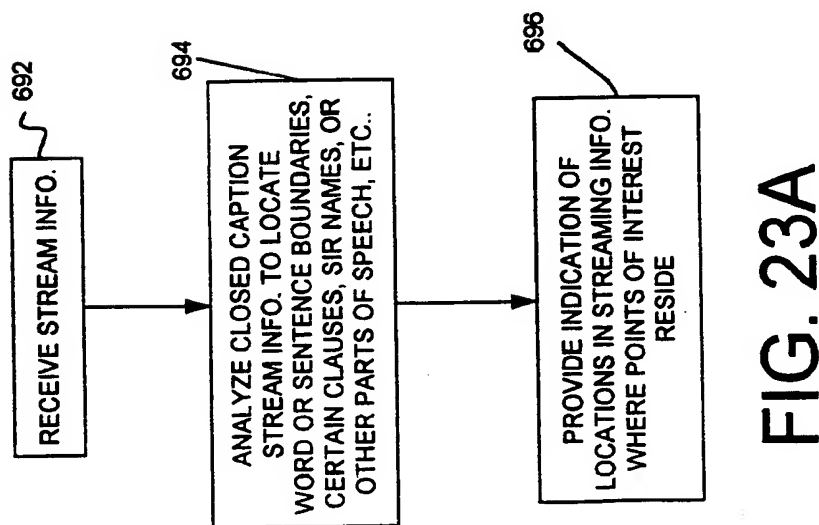 692
RECEIVE STREAM INFO.
694
ANALYZE CLOSED CAPTION
STREAM INFO. TO LOCATE
WORD OR SENTENCE BOUNDARIES,
CERTAIN CLAUSES, SIR NAMES, OR
OTHER PARTS OF SPEECH, ETC..
696
PROVIDE INDICATION OF
LOCATIONS IN STREAMING INFO.
WHERE POINTS OF INTEREST
RESIDE
FIG. 23A